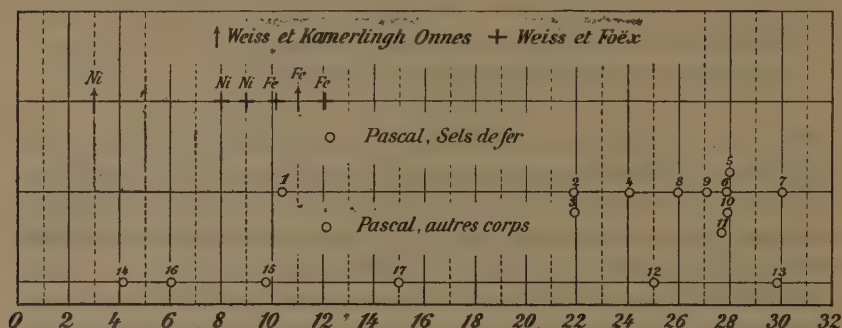 ↑ Weiss et Kamerlingh Onnes + Weiss et Foëx
Ni Ni Ni Fe Fe Fe
Pascal, Sels de fer
5
1 2 4 8 9 6 7
3 10
Pascal, autres corps
11
14 16 15 17 12 13
0 2 4 6 8 10 12 14 16 18 20 22 24 26 28 30 32